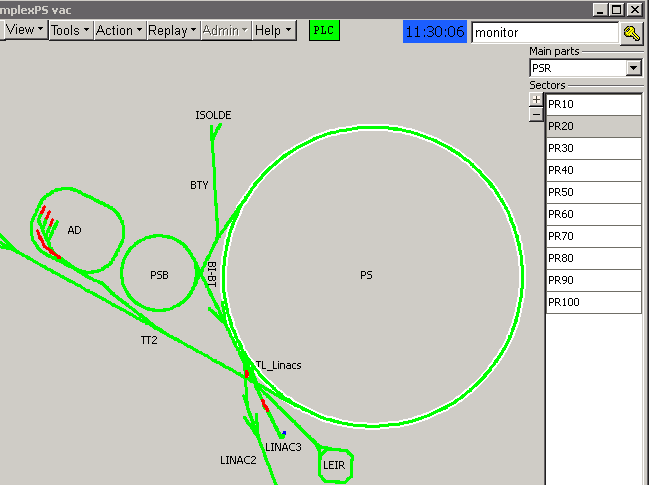 mplexPS vac
View Tools Action Replay Admin Help PLC 11:30:06 monitor
Main parts
PSR
Sectors
+
−
PR10
PR20
PR30
PR40
PR50
PR60
PR70
PR80
PR90
PR100
ISOLDE
BTY
AD
PSB
BI-BT
PS
TT2
TL_Linacs
LINAC3
LINAC2
LEIR